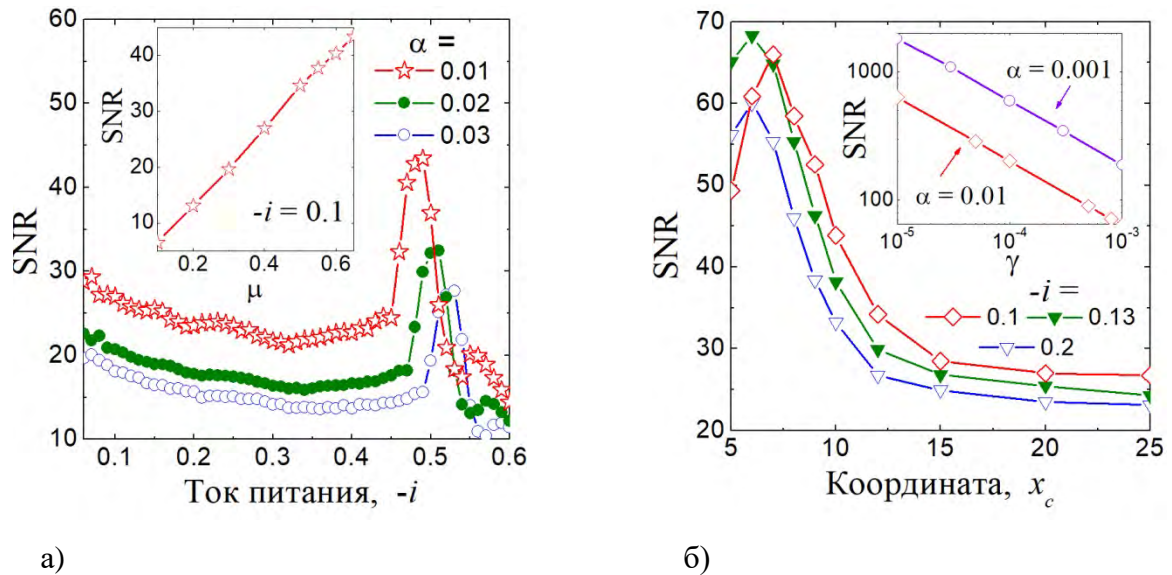 60
50
40
30
20
10
SNR
0.1 0.2 0.3 0.4 0.5 0.6
Ток питания, -i
40
30
20
10
SNR
0.2 0.4 0.6
μ
-i = 0.1
α =
0.01
0.02
0.03
а)
70
60
50
40
30
20
SNR
5 10 15 20 25
Координата, x_c
1000
100
SNR
10⁻⁵ 10⁻⁴ 10⁻³
γ
α = 0.001
α = 0.01
-i =
0.1 0.13
0.2
б)